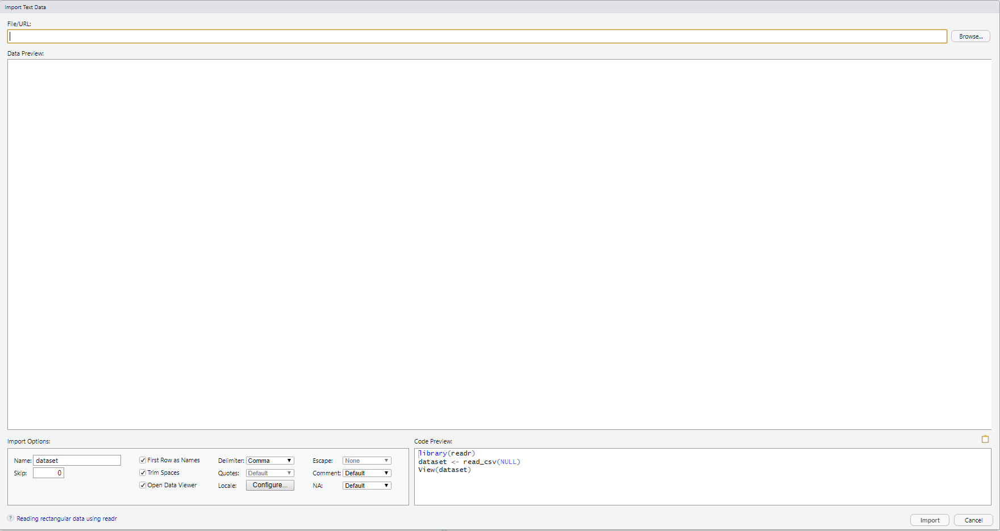 Import Text Data
File/URL:
Browse...
Data Preview:
Import Options:
Name: dataset
Skip: 0
First Row as Names
Trim Spaces
Open Data Viewer
Delimiter: Comma
Quotes: Default
Locale: Configure...
Escape: None
Comment: Default
NA: Default
Code Preview:
library(readr)
dataset <- read_csv(NULL)
View(dataset)
? Reading rectangular data using readr
Import
Cancel